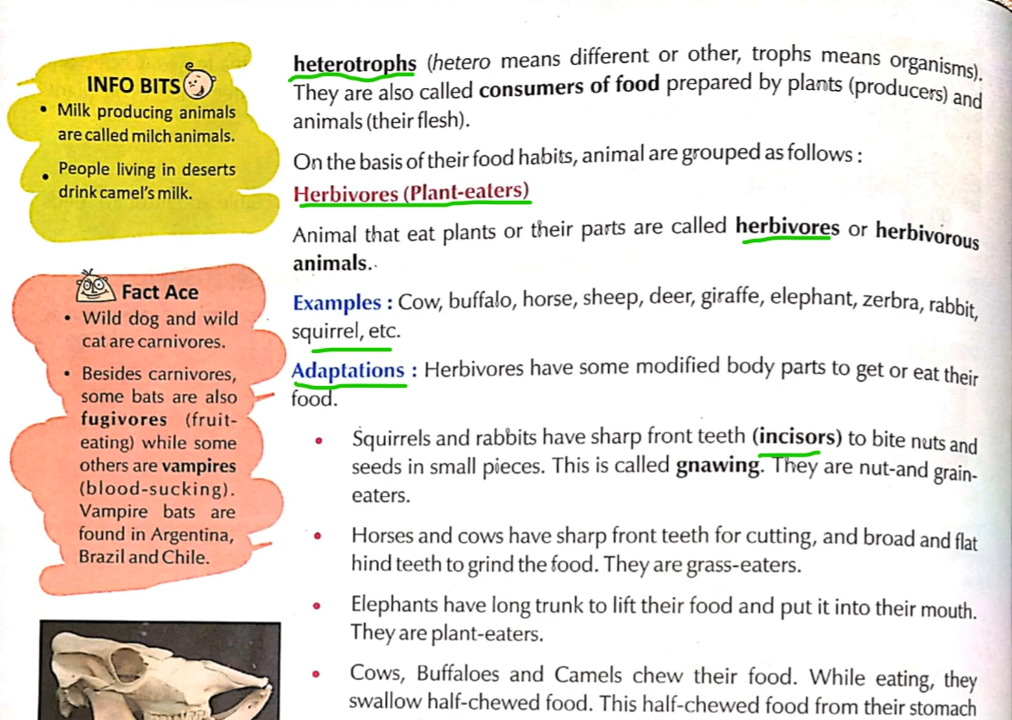 INFO BITS
• Milk producing animals
are called milch animals.
• People living in deserts
drink camel's milk.
Fact Ace
• Wild dog and wild
cat are carnivores.
• Besides carnivores,
some bats are also
fugivores (fruit-
eating) while some
others are vampires
(blood-sucking).
Vampire bats are
found in Argentina,
Brazil and Chile.
heterotrophs (hetero means different or other, trophs means organisms).
They are also called consumers of food prepared by plants (producers) and
animals (their flesh).
On the basis of their food habits, animal are grouped as follows :
Herbivores (Plant-eaters)
Animal that eat plants or their parts are called herbivores or herbivorous
animals.
Examples : Cow, buffalo, horse, sheep, deer, giraffe, elephant, zerbra, rabbit,
squirrel, etc.
Adaptations : Herbivores have some modified body parts to get or eat their
food.
• Squirrels and rabbits have sharp front teeth (incisors) to bite nuts and
seeds in small pieces. This is called gnawing. They are nut-and grain-
eaters.
• Horses and cows have sharp front teeth for cutting, and broad and flat
hind teeth to grind the food. They are grass-eaters.
• Elephants have long trunk to lift their food and put it into their mouth.
They are plant-eaters.
• Cows, Buffaloes and Camels chew their food. While eating, they
swallow half-chewed food. This half-chewed food from their stomach